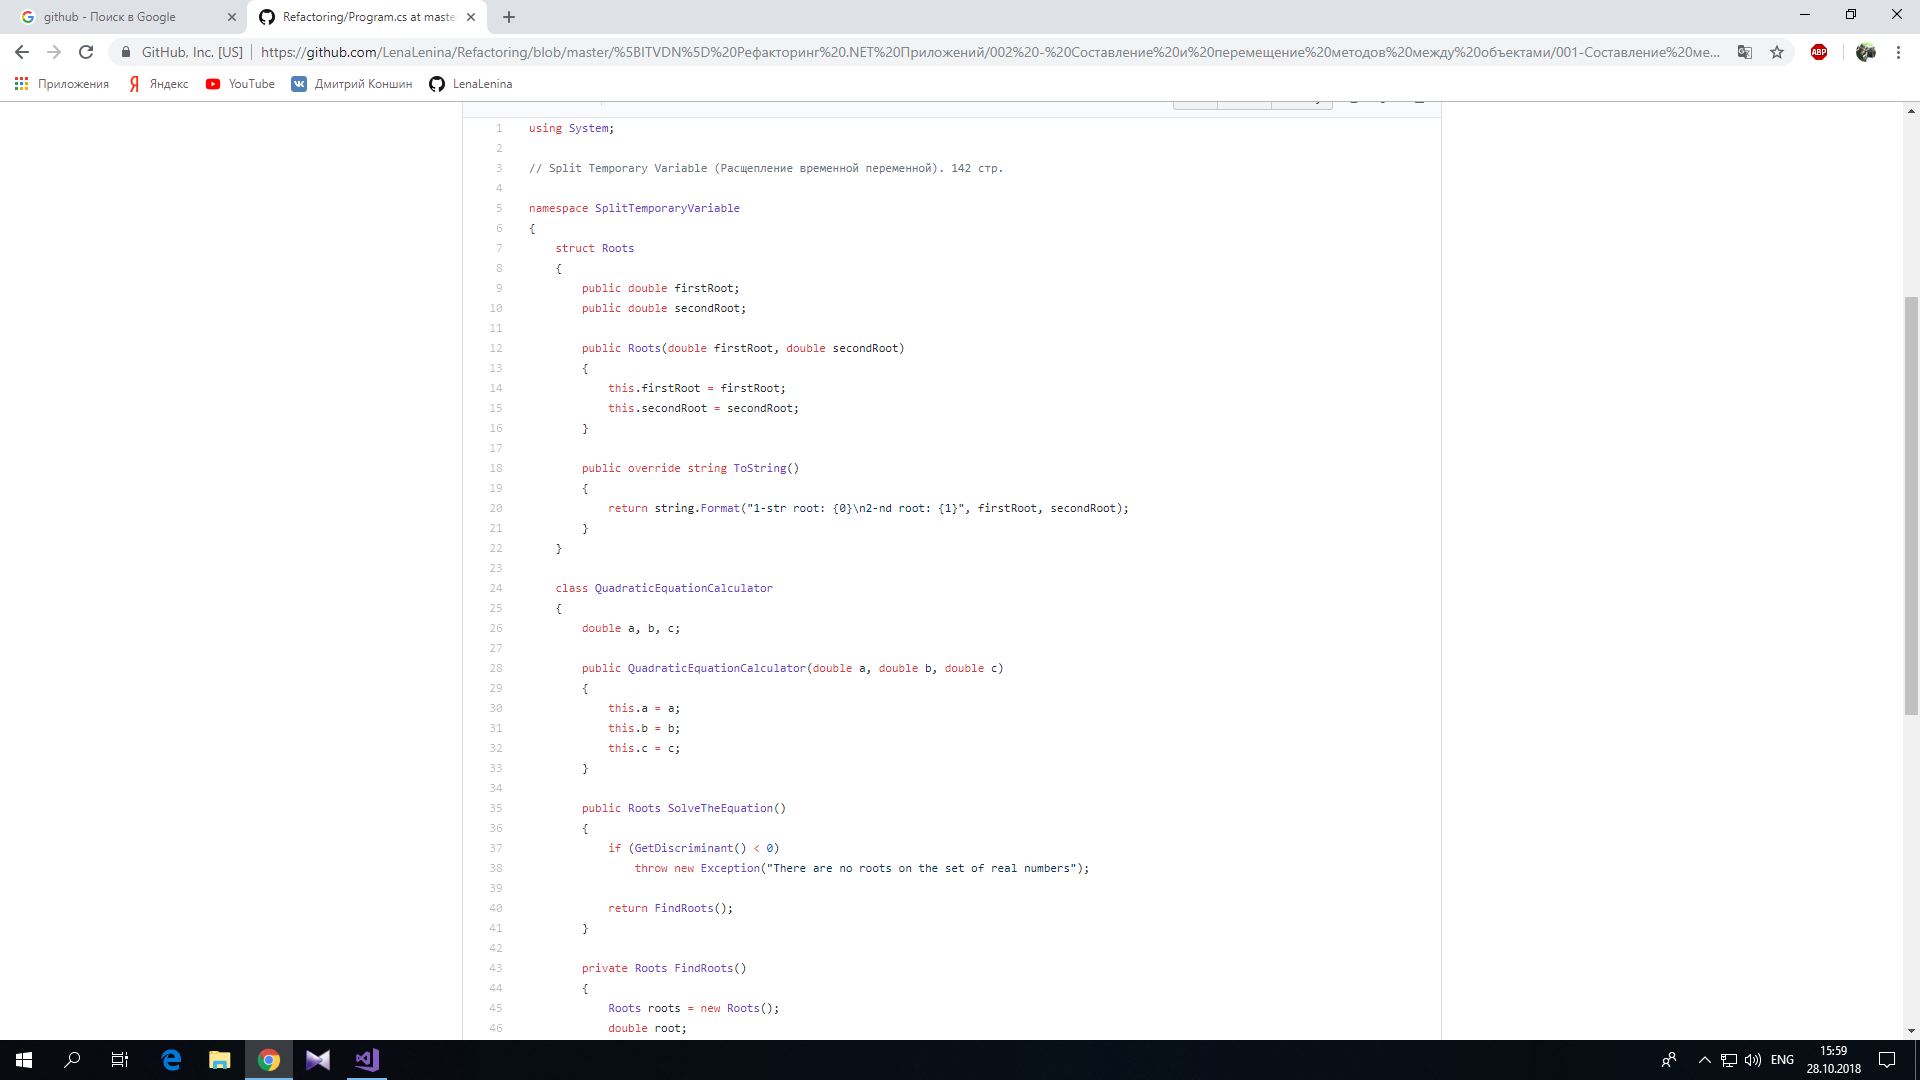 github - Поиск в Google
Refactoring/Program.cs at maste
GitHub, Inc. [US]
https://github.com/LenaLenina/Refactoring/blob/master/%5BITVDN%5D%20Рефакторинг%20.NET%20Приложений/002%20-%20Составление%20и%20перемещение%20методов%20между%20объектами/001-Составление%20ме...
ABP
Приложения
Яндекс
YouTube
Дмитрий Коншин
LenaLenina
1 using System;
2
3 // Split Temporary Variable (Расщепление временной переменной). 142 стр.
4
5 namespace SplitTemporaryVariable
6 {
7 struct Roots
8 {
9 public double firstRoot;
10 public double secondRoot;
11
12 public Roots(double firstRoot, double secondRoot)
13 {
14 this.firstRoot = firstRoot;
15 this.secondRoot = secondRoot;
16 }
17
18 public override string ToString()
19 {
20 return string.Format("1-str root: {0}\n2-nd root: {1}", firstRoot, secondRoot);
21 }
22 }
23
24 class QuadraticEquationCalculator
25 {
26 double a, b, c;
27
28 public QuadraticEquationCalculator(double a, double b, double c)
29 {
30 this.a = a;
31 this.b = b;
32 this.c = c;
33 }
34
35 public Roots SolveTheEquation()
36 {
37 if (GetDiscriminant() < 0)
38 throw new Exception("There are no roots on the set of real numbers");
39
40 return FindRoots();
41 }
42
43 private Roots FindRoots()
44 {
45 Roots roots = new Roots();
46 double root;
ENG
15:59
28.10.2018